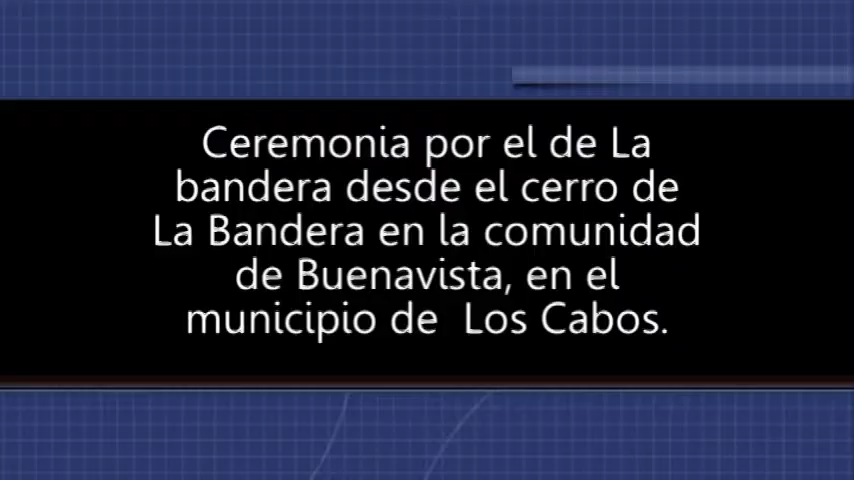 Ceremonia por el de La
bandera desde el cerro de
La Bandera en la comunidad
de Buenavista, en el
municipio de  Los Cabos.